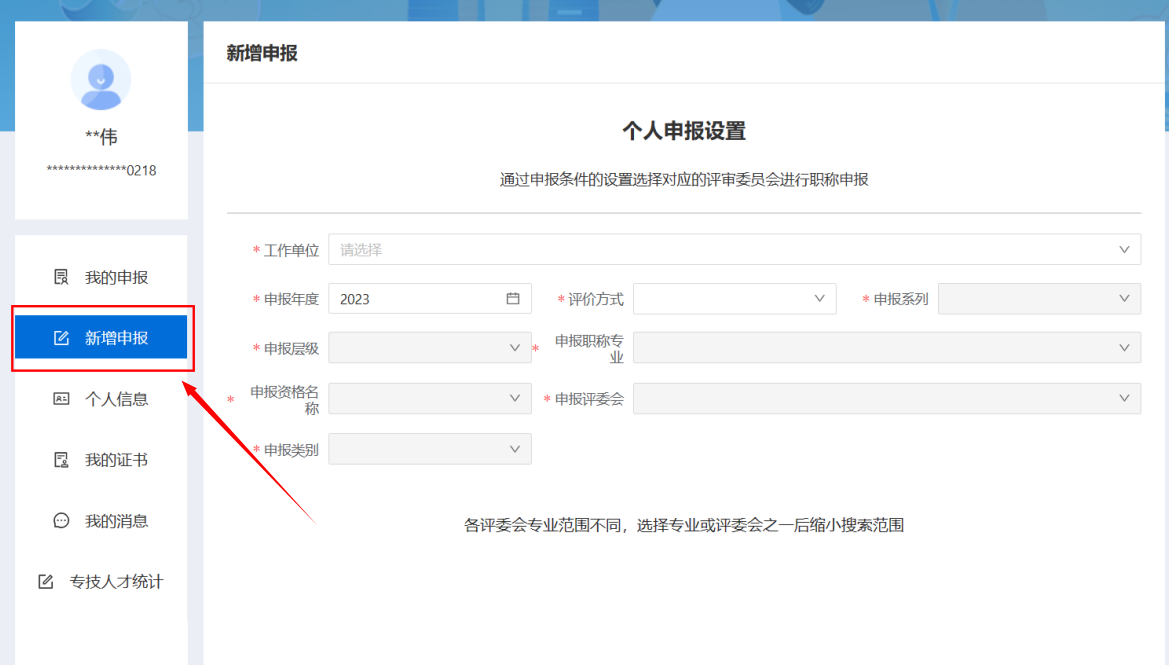 **伟
**************0218
我的申报
新增申报
个人信息
我的证书
我的消息
专技人才统计
新增申报
个人申报设置
通过申报条件的设置选择对应的评审委员会进行职称申报
* 工作单位 请选择
* 申报年度 2023 * 评价方式 * 申报系列
* 申报层级 * 申报职称专
业
* 申报资格名
称 * 申报评委会
* 申报类别
各评委会专业范围不同，选择专业或评委会之一后缩小搜索范围